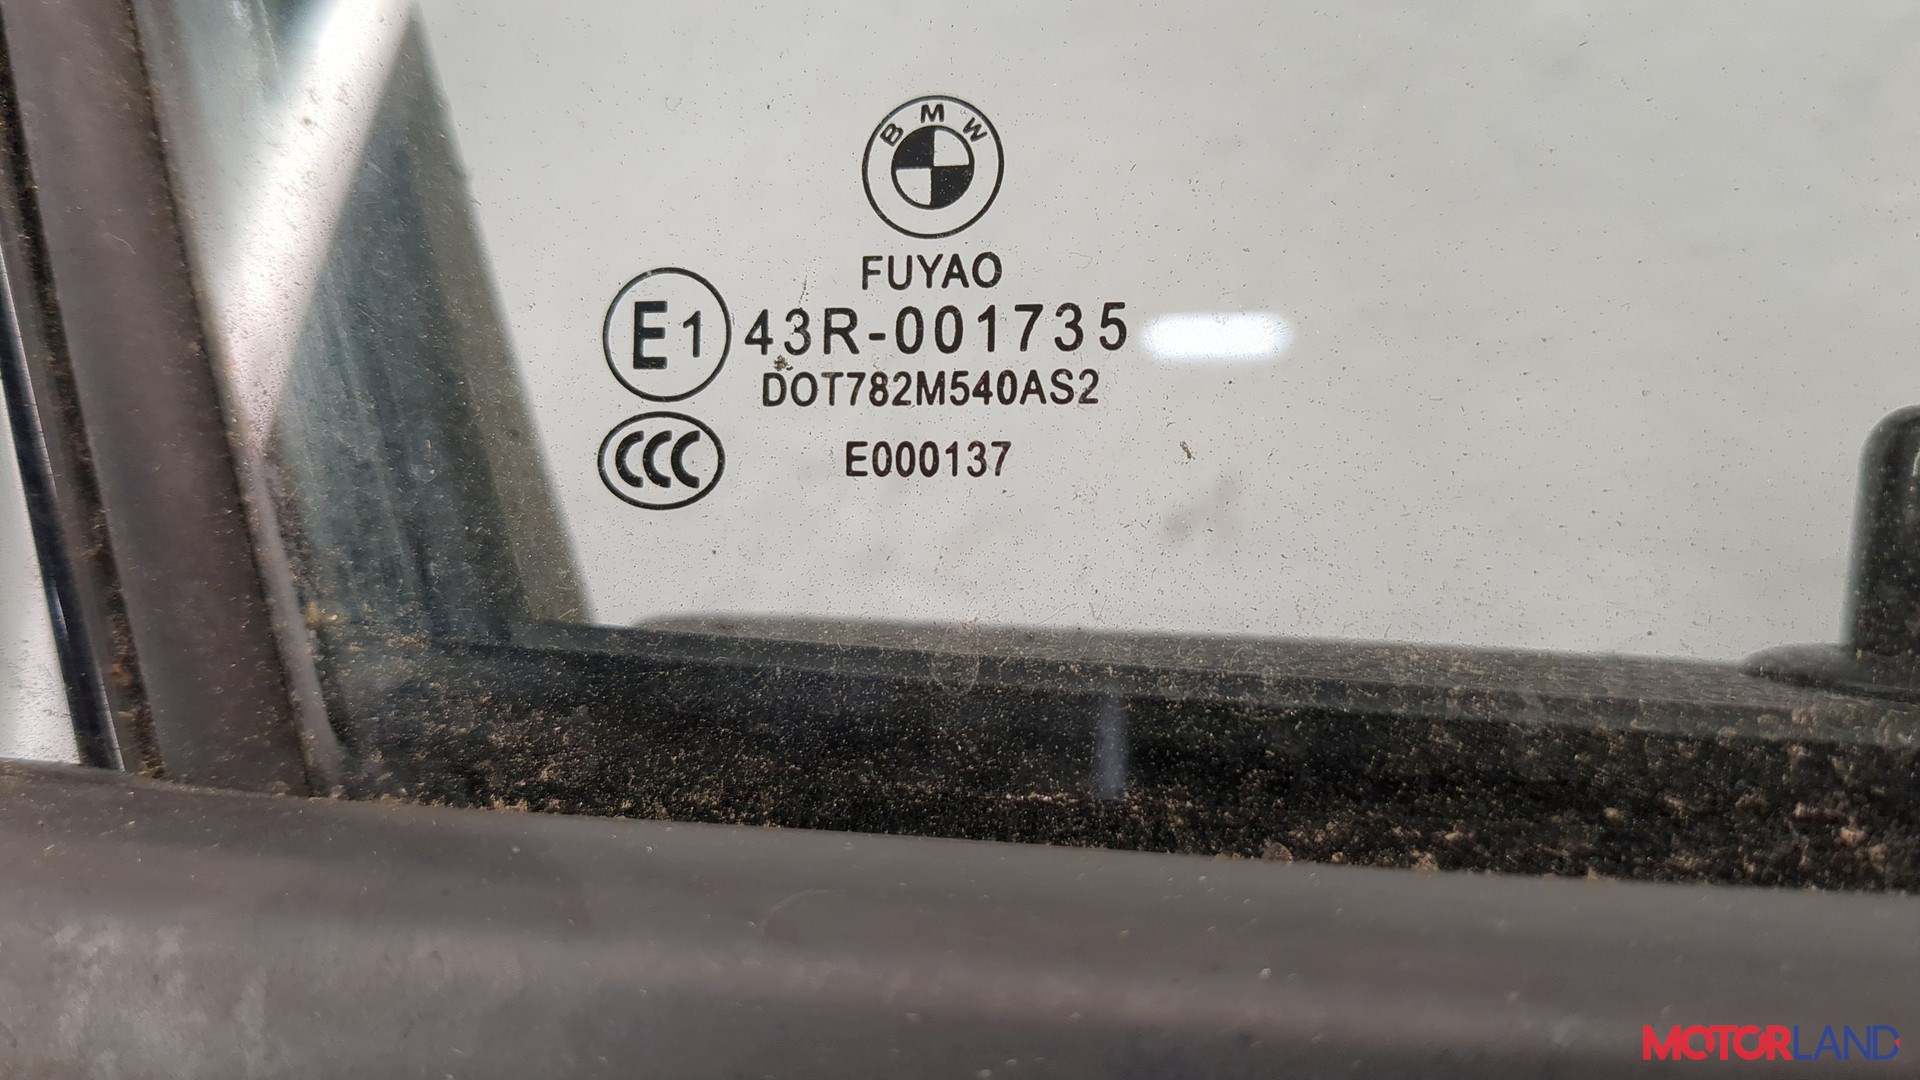 BMW
FUYAO
E1 43R-001735
DOT782M540AS2
CCC E000137
MOTORLAND